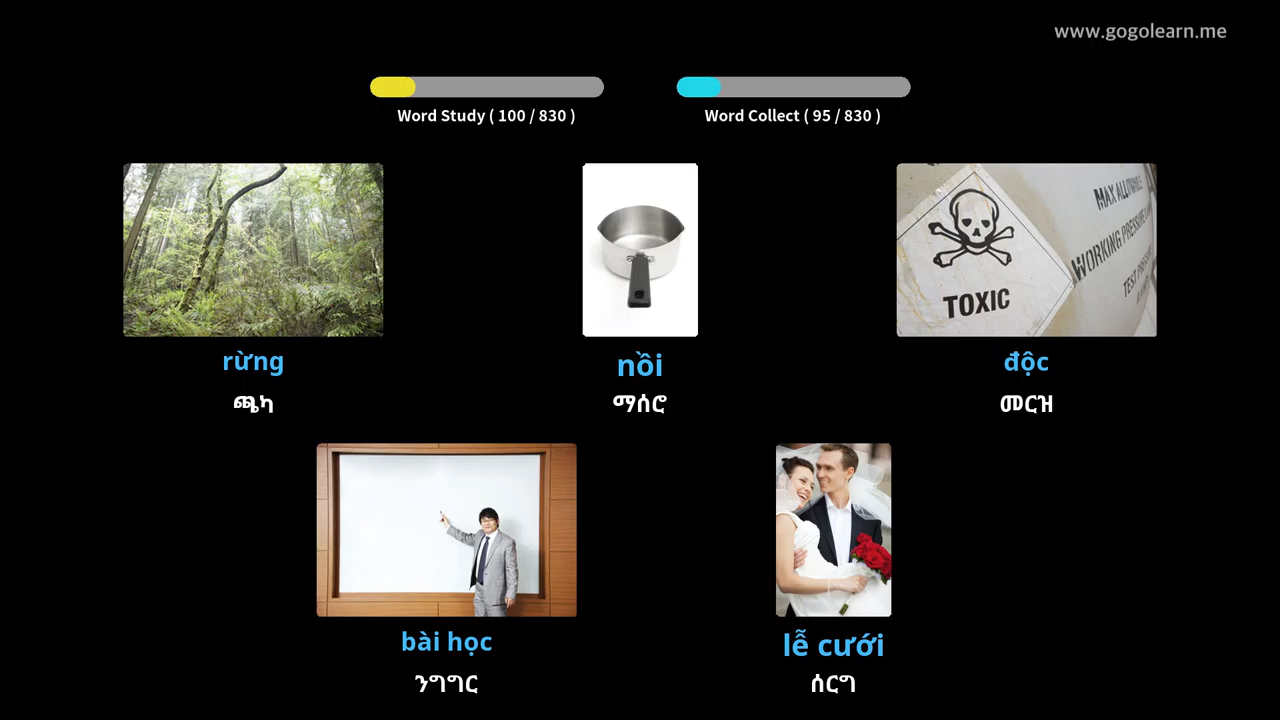 www.gogolearn.me
Word Study ( 100 / 830 )
Word Collect ( 95 / 830 )
TOXIC
MAX ALLOWABLE
WORKING PRESSURE
TEST PRESS
rừng
nồi
độc
ጫካ
ማሰሮ
መርዝ
bài học
lễ cưới
ንግግር
ሰርግ